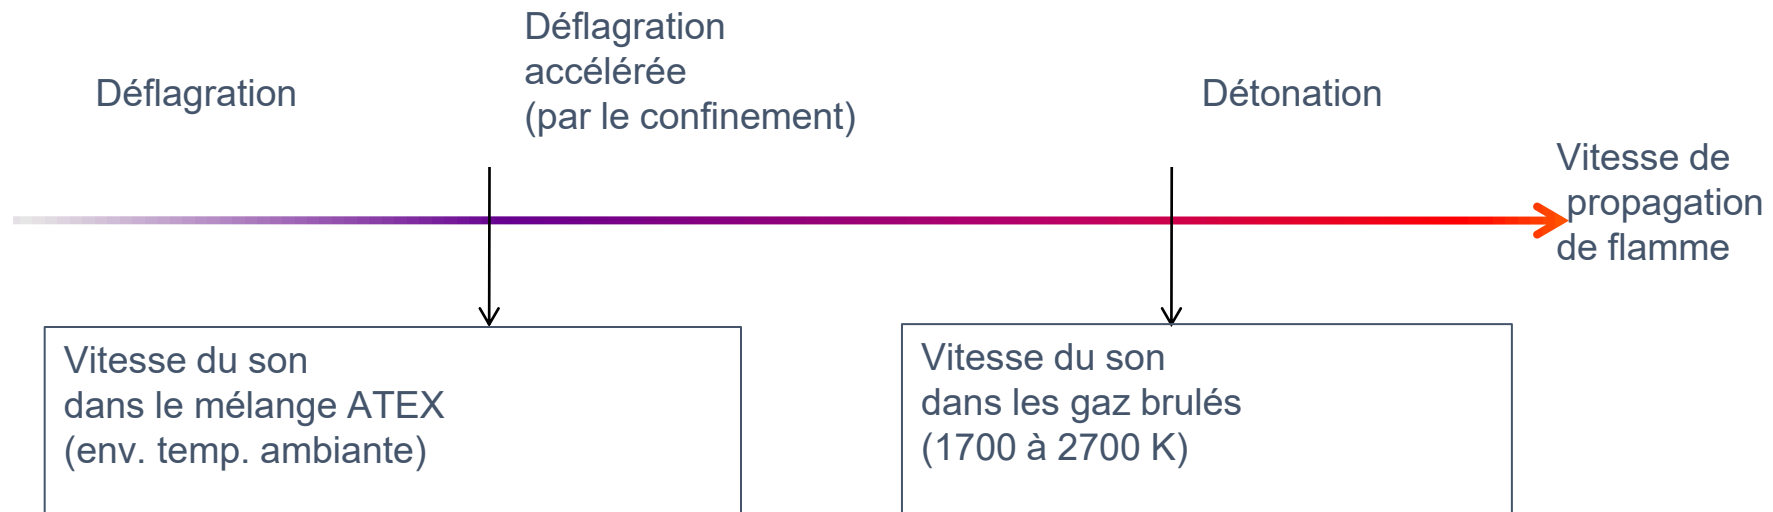 Déflagration
Déflagration
accélérée
(par le confinement)
Détonation
Vitesse de
propagation
de flamme
Vitesse du son
dans le mélange ATEX
(env. temp. ambiante)
Vitesse du son
dans les gaz brulés
(1700 à 2700 K)